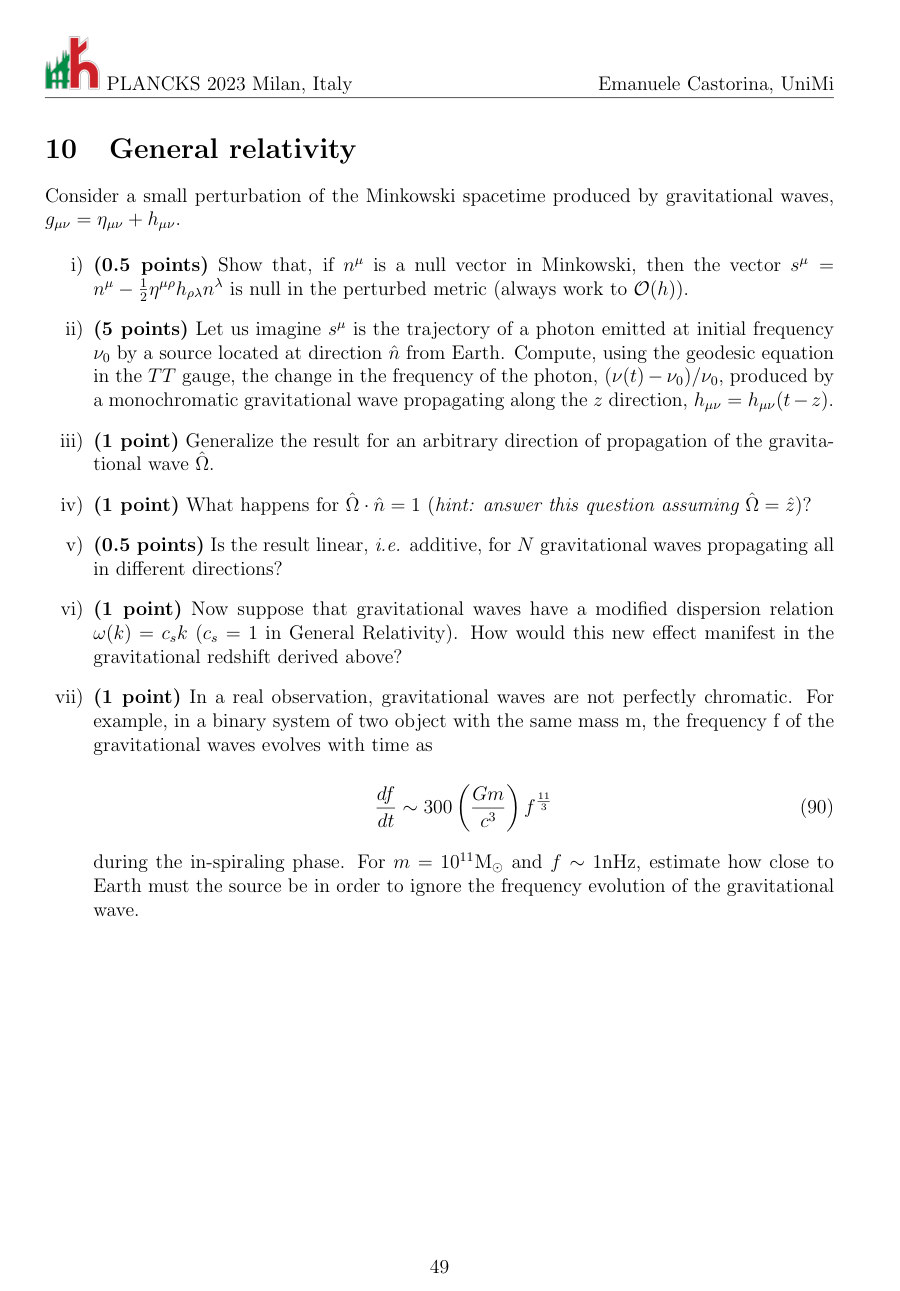 PLANCKS 2023 Milan, Italy Emanuele Castorina, UniMi
10 General relativity
Consider a small perturbation of the Minkowski spacetime produced by gravitational waves,
g_{μν} = η_{μν} + h_{μν}.
i) (0.5 points) Show that, if n^μ is a null vector in Minkowski, then the vector s^μ =
n^μ − ½η^{μρ}h_{ρλ}n^λ is null in the perturbed metric (always work to O(h)).
ii) (5 points) Let us imagine s^μ is the trajectory of a photon emitted at initial frequency
ν₀ by a source located at direction n̂ from Earth. Compute, using the geodesic equation
in the TT gauge, the change in the frequency of the photon, (ν(t) − ν₀)/ν₀, produced by
a monochromatic gravitational wave propagating along the z direction, h_{μν} = h_{μν}(t − z).
iii) (1 point) Generalize the result for an arbitrary direction of propagation of the gravita-
tional wave Ω̂.
iv) (1 point) What happens for Ω̂ · n̂ = 1 (hint: answer this question assuming Ω̂ = ẑ)?
v) (0.5 points) Is the result linear, i.e. additive, for N gravitational waves propagating all
in different directions?
vi) (1 point) Now suppose that gravitational waves have a modified dispersion relation
ω(k) = c_s k (c_s = 1 in General Relativity). How would this new effect manifest in the
gravitational redshift derived above?
vii) (1 point) In a real observation, gravitational waves are not perfectly chromatic. For
example, in a binary system of two object with the same mass m, the frequency f of the
gravitational waves evolves with time as
df/dt ∼ 300 (Gm/c³) f^{11/3} (90)
during the in-spiraling phase. For m = 10¹¹M_⊙ and f ∼ 1nHz, estimate how close to
Earth must the source be in order to ignore the frequency evolution of the gravitational
wave.
49